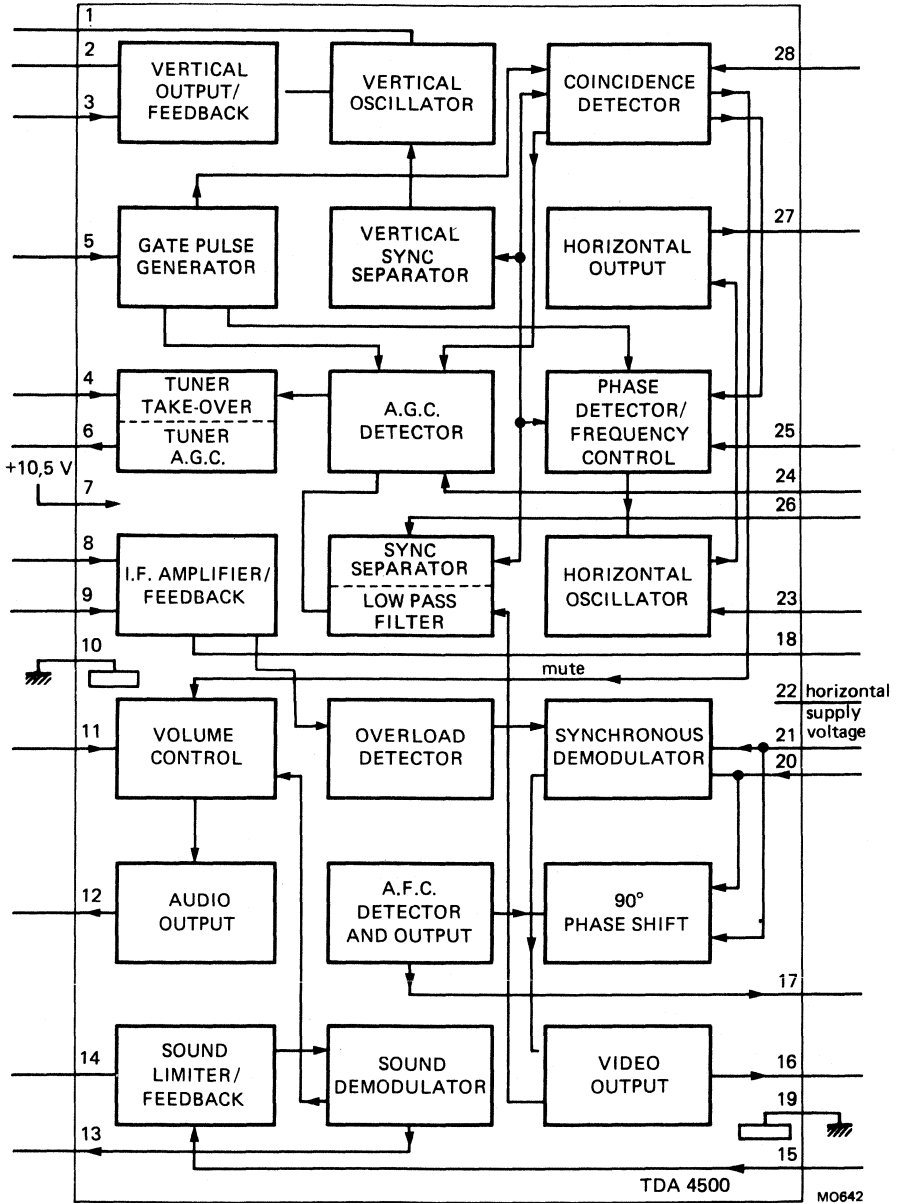 1
2
3
VERTICAL
OUTPUT/
FEEDBACK
VERTICAL
OSCILLATOR
COINCIDENCE
DETECTOR
28
5
GATE PULSE
GENERATOR
VERTICAL
SYNC
SEPARATOR
HORIZONTAL
OUTPUT
27
4
6
TUNER
TAKE-OVER
TUNER
A.G.C.
A.G.C.
DETECTOR
PHASE
DETECTOR/
FREQUENCY
CONTROL
25
24
26
+10,5 V
7
8
9
I.F. AMPLIFIER/
FEEDBACK
SYNC
SEPARATOR
LOW PASS
FILTER
HORIZONTAL
OSCILLATOR
23
18
10
mute
22 horizontal
supply
voltage
11
VOLUME
CONTROL
OVERLOAD
DETECTOR
SYNCHRONOUS
DEMODULATOR
21
20
12
AUDIO
OUTPUT
A.F.C.
DETECTOR
AND OUTPUT
90°
PHASE SHIFT
17
14
SOUND
LIMITER/
FEEDBACK
SOUND
DEMODULATOR
VIDEO
OUTPUT
16
19
13
15
TDA 4500
MO642